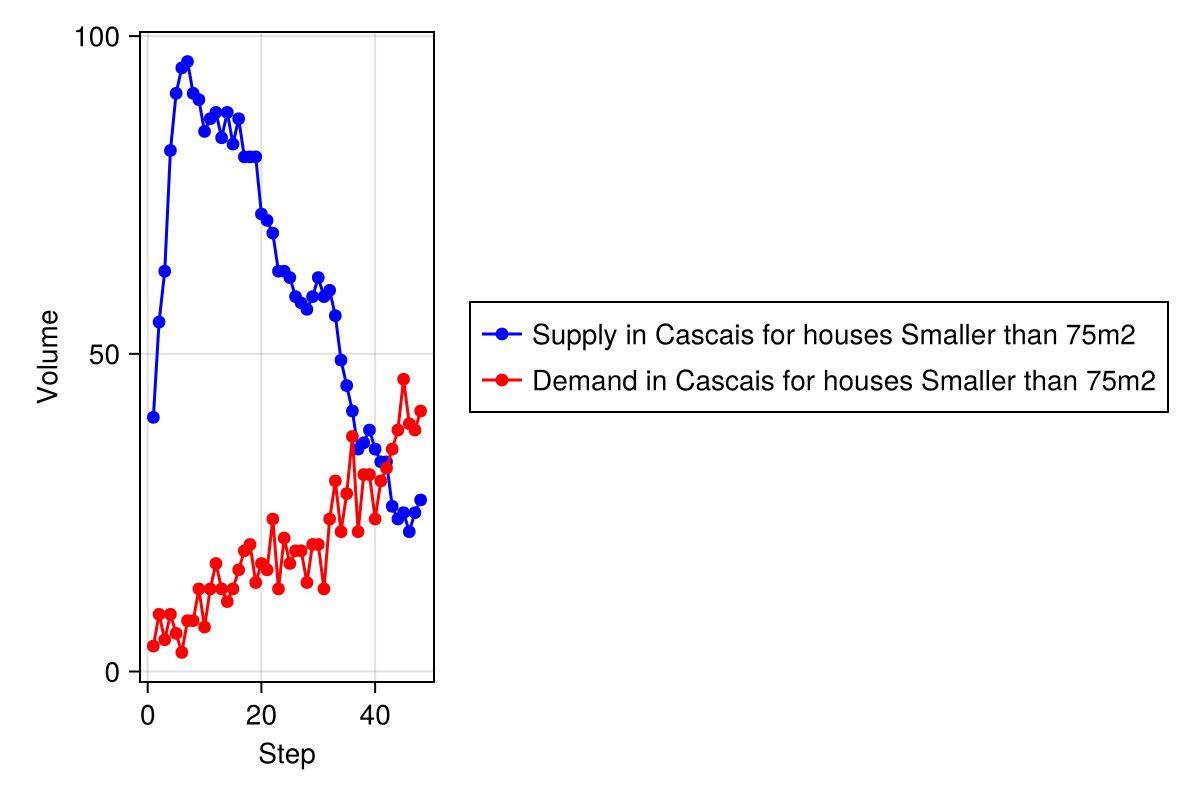 100
50
0
Volume
0 20 40
Step
Supply in Cascais for houses Smaller than 75m2
Demand in Cascais for houses Smaller than 75m2